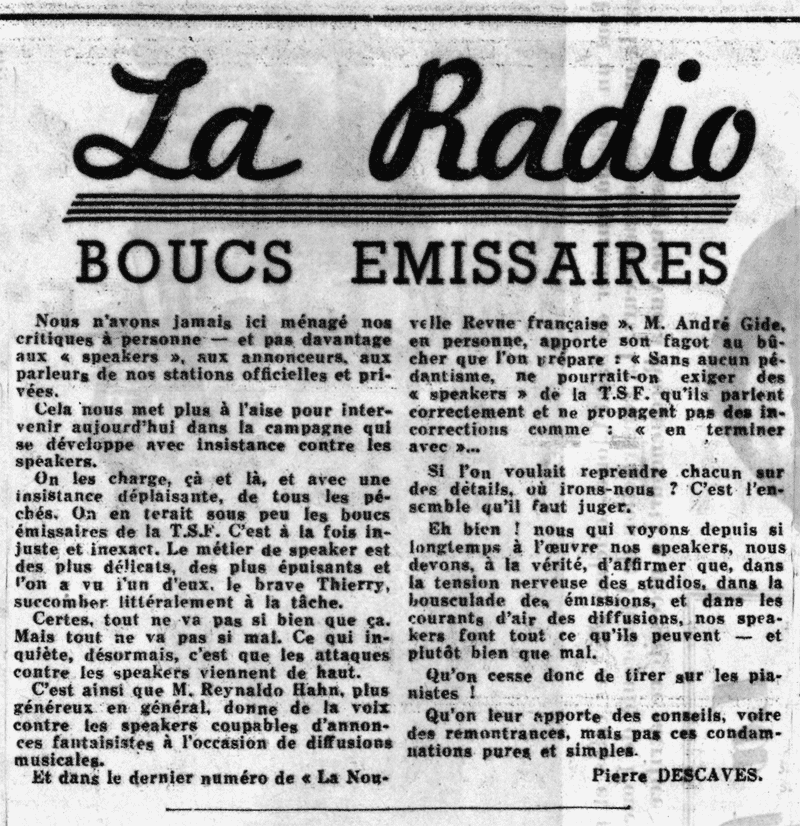 La Radio
BOUCS EMISSAIRES
Nous n'avons jamais ici ménagé nos
critiques à personne — et pas davantage
aux « speakers », aux annonceurs, aux
parleurs de nos stations officielles et pri-
vées.
Cela nous met plus à l'aise pour inter-
venir aujourd'hui dans la campagne qui
se développe avec insistance contre les
speakers.
On les charge, çà et là, et avec une
insistance déplaisante, de tous les pé-
chés. On en ferait sous peu les boucs
émissaires de la T.S.F. C'est à la fois in-
juste et inexact. Le métier de speaker est
des plus délicats, des plus épuisants et
l'on a vu l'un d'eux, le brave Thierry,
succomber littéralement à la tâche.
Certes, tout ne va pas si bien que ça.
Mais tout ne va pas si mal. Ce qui in-
quiète, désormais, c'est que les attaques
contre les speakers viennent de haut.
C'est ainsi que M. Reynaldo Hahn, plus
généreux en général, donne de la voix
contre les speakers coupables d'annon-
ces fantaisistes à l'occasion de diffusions
musicales.
Et dans le dernier numéro de « La Nou-
velle Revue française », M. André Gide,
en personne, apporte son fagot au bû-
cher que l'on prépare : « Sans aucun pé-
dantisme, ne pourrait-on exiger des
« speakers » de la T.S.F. qu'ils parlent
correctement et ne propagent pas des in-
corrections comme : « en terminer
avec »...
Si l'on voulait reprendre chacun sur
des détails, où irons-nous ? C'est l'en-
semble qu'il faut juger.
Eh bien ! nous qui voyons depuis si
longtemps à l'œuvre nos speakers, nous
devons, à la vérité, d'affirmer que, dans
la tension nerveuse des studios, dans la
bousculade des émissions, et dans les
courants d'air des diffusions, nos spea-
kers font tout ce qu'ils peuvent — et
plutôt bien que mal.
Qu'on cesse donc de tirer sur les pia-
nistes !
Qu'on leur apporte des conseils, voire
des remontrances, mais pas ces condam-
nations pures et simples.
Pierre DESCAVES.